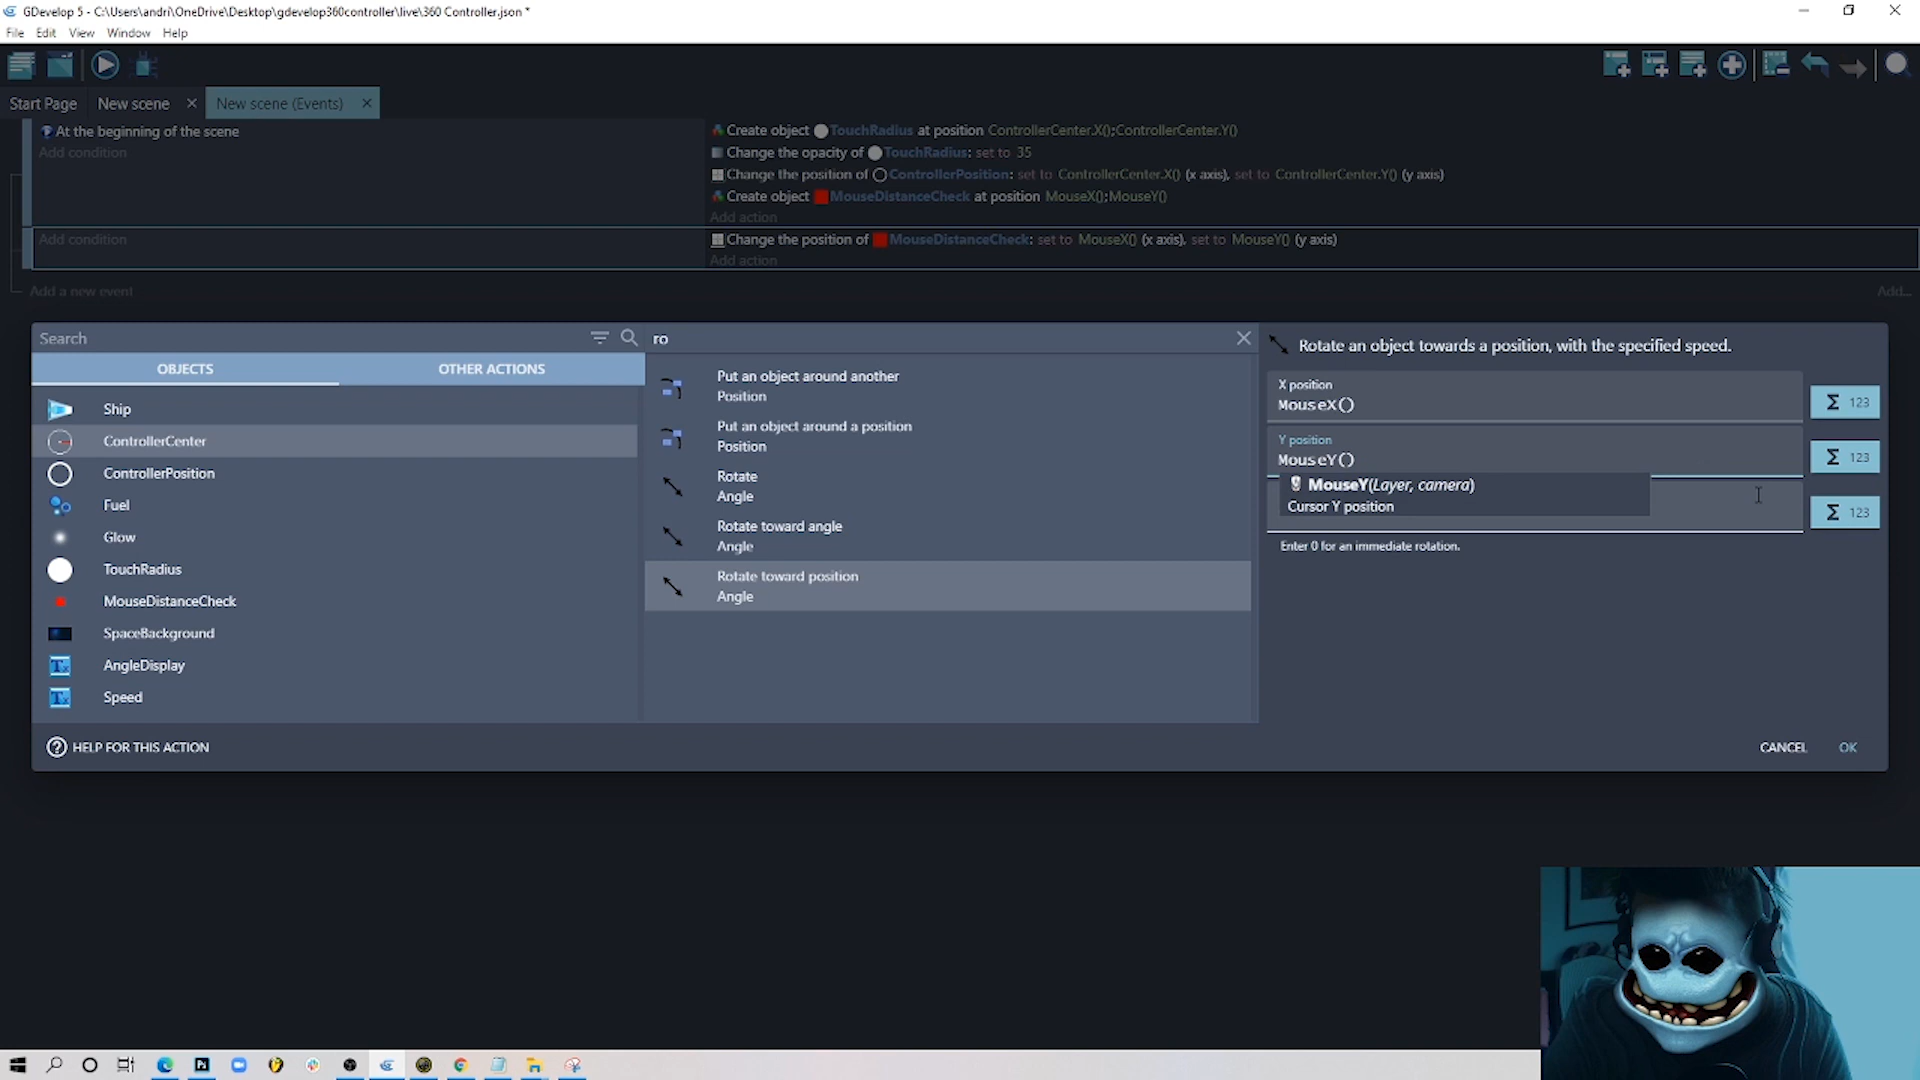 GDevelop 5 - C:\Users\andri\OneDrive\Desktop\gdevelop360controller\live\360 Controller.json *
File Edit View Window Help
Start Page New scene × New scene (Events) ×
At the beginning of the scene
Add condition
Create object TouchRadius at position ControllerCenter.X();ControllerCenter.Y()
Change the opacity of TouchRadius: set to 35
Change the position of ControllerPosition: set to ControllerCenter.X() (x axis), set to ControllerCenter.Y() (y axis)
Create object MouseDistanceCheck at position MouseX();MouseY()
Add action
Add condition
Change the position of MouseDistanceCheck: set to MouseX() (x axis), set to MouseY() (y axis)
Add action
Add a new event
Add...
Search
OBJECTS OTHER ACTIONS
Ship
ControllerCenter
ControllerPosition
Fuel
Glow
TouchRadius
MouseDistanceCheck
SpaceBackground
AngleDisplay
Speed
ro
Put an object around another
Position
Put an object around a position
Position
Rotate
Angle
Rotate toward angle
Angle
Rotate toward position
Angle
Rotate an object towards a position, with the specified speed.
X position
MouseX()
Σ 123
Y position
MouseY()
Σ 123
MouseY(Layer, camera)
Cursor Y position
Σ 123
Enter 0 for an immediate rotation.
HELP FOR THIS ACTION
CANCEL OK